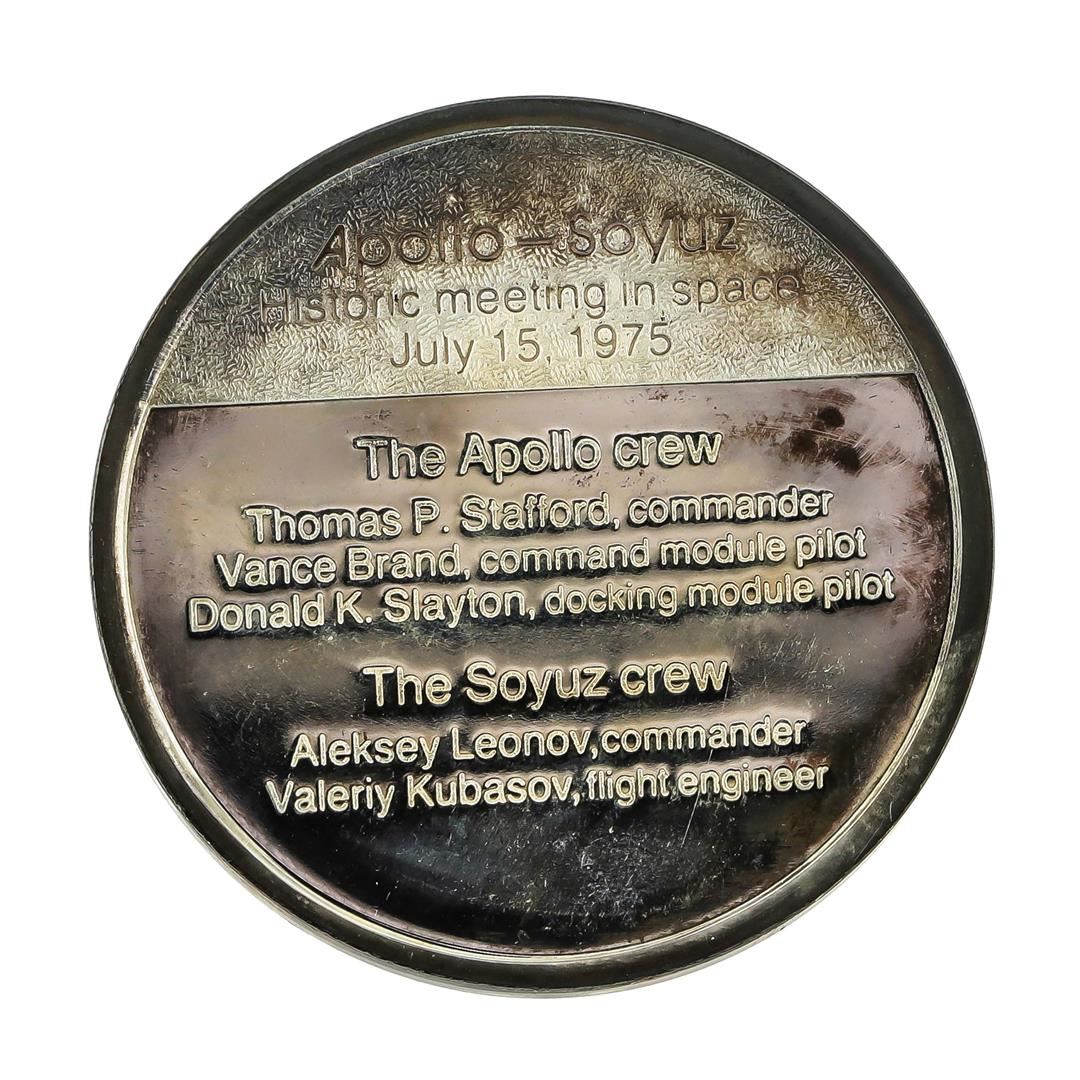 Apollo – Soyuz
Historic meeting in space
July 15, 1975
The Apollo crew
Thomas P. Stafford, commander
Vance Brand, command module pilot
Donald K. Slayton, docking module pilot
The Soyuz crew
Aleksey Leonov, commander
Valeriy Kubasov, flight engineer